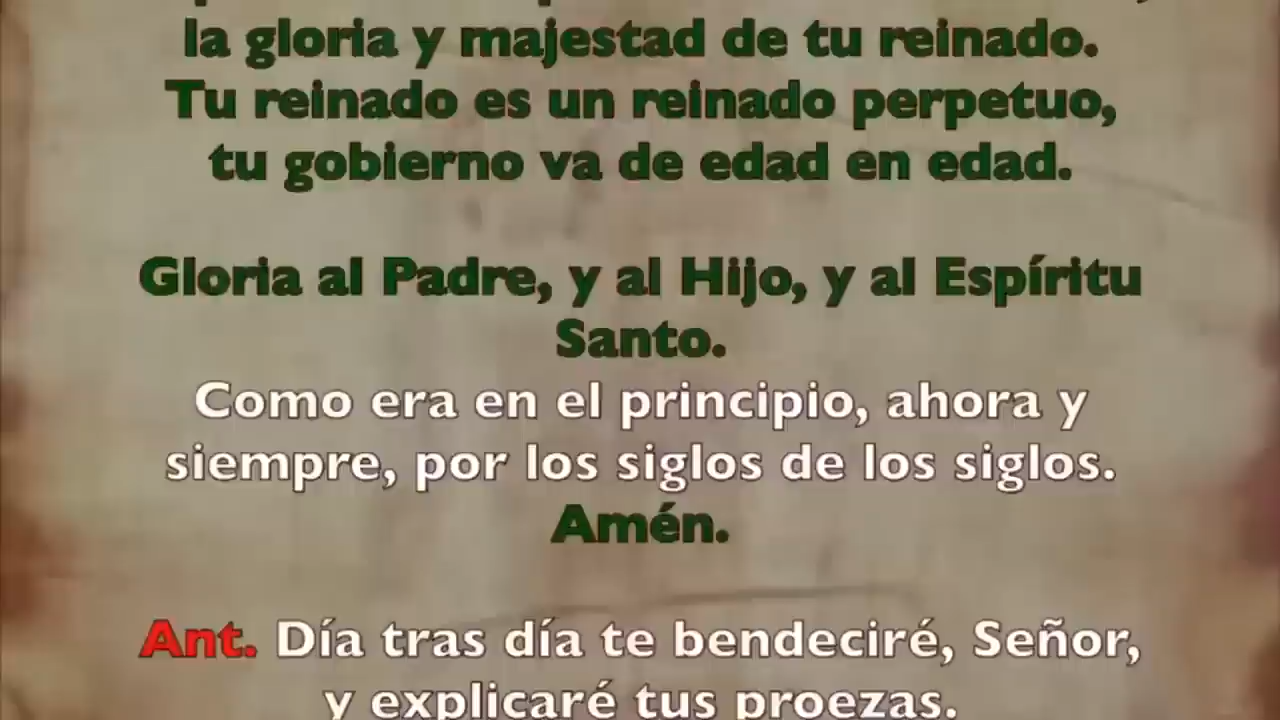 la gloria y majestad de tu reinado.
Tu reinado es un reinado perpetuo,
tu gobierno va de edad en edad.
Gloria al Padre, y al Hijo, y al Espíritu
Santo.
Como era en el principio, ahora y
siempre, por los siglos de los siglos.
Amén.
Ant. Día tras día te bendeciré, Señor,
y explicaré tus proezas.